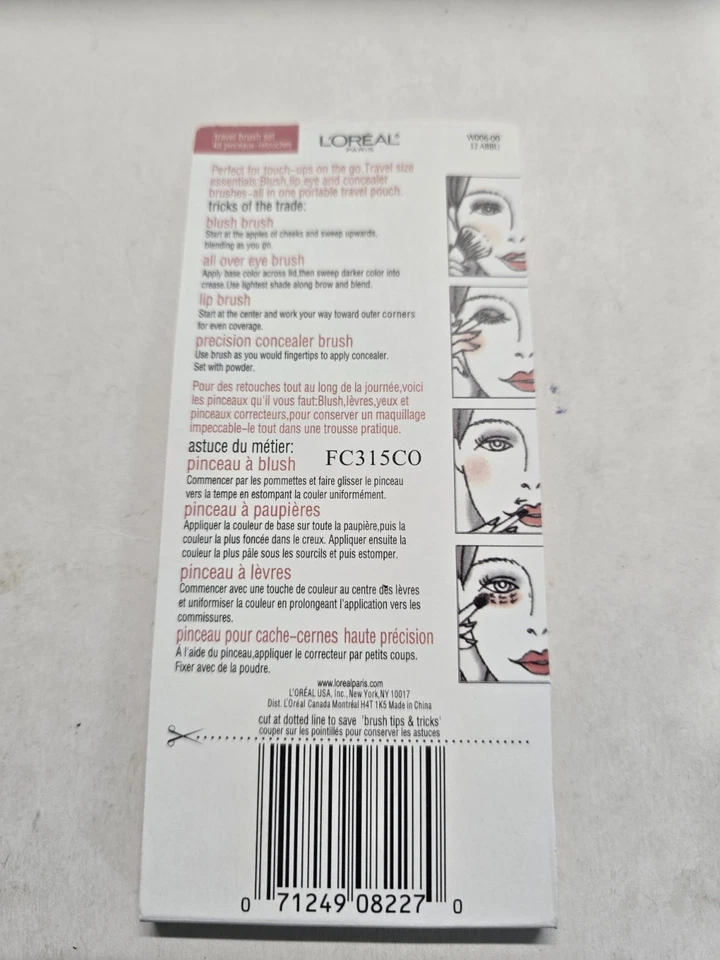 travel brush set
kit pinceaux-retouches
L'ORÉAL®
PARIS
W006-00
Perfect for touch-ups on the go.Travel size
essentials:Blush,lip,eye and concealer
brushes-all in one portable travel pouch.
tricks of the trade:
blush brush
Start at the apples of cheeks and sweep upwards,
blending as you go.
all over eye brush
Apply base color across lid,then sweep darker color into
crease.Use lightest shade along brow and blend.
lip brush
Start at the center and work your way toward outer corners
for even coverage.
precision concealer brush
Use brush as you would fingertips to apply concealer.
Set with powder.
Pour des retouches tout au long de la journée,voici
les pinceaux qu'il vous faut:Blush,lèvres,yeux et
pinceaux correcteurs,pour conserver un maquillage
impeccable-le tout dans une trousse pratique.
astuce du métier:
FC315CO
pinceau à blush
Commencer par les pommettes et faire glisser le pinceau
vers la tempe en estompant la couler uniformément.
pinceau à paupières
Appliquer la couleur de base sur toute la paupière,puis la
couleur la plus foncée dans le creux. Appliquer ensuite la
couleur la plus pâle sous les sourcils et puis estomper.
pinceau à lèvres
Commencer avec une touche de couleur au centre des lèvres
et uniformiser la couleur en prolongeant l'application vers les
commissures.
pinceau pour cache-cernes haute précision
À l'aide du pinceau,appliquer le correcteur par petits coups.
Fixer avec de la poudre.
www.lorealparis.com
L'ORÉAL USA, Inc., New York,NY 10017
Dist. L'Oréal Canada Montréal H4T 1K5 Made in China
cut at dotted line to save 'brush tips & tricks'
couper sur les pointillés pour conserver les astuces
0 71249 08227 0